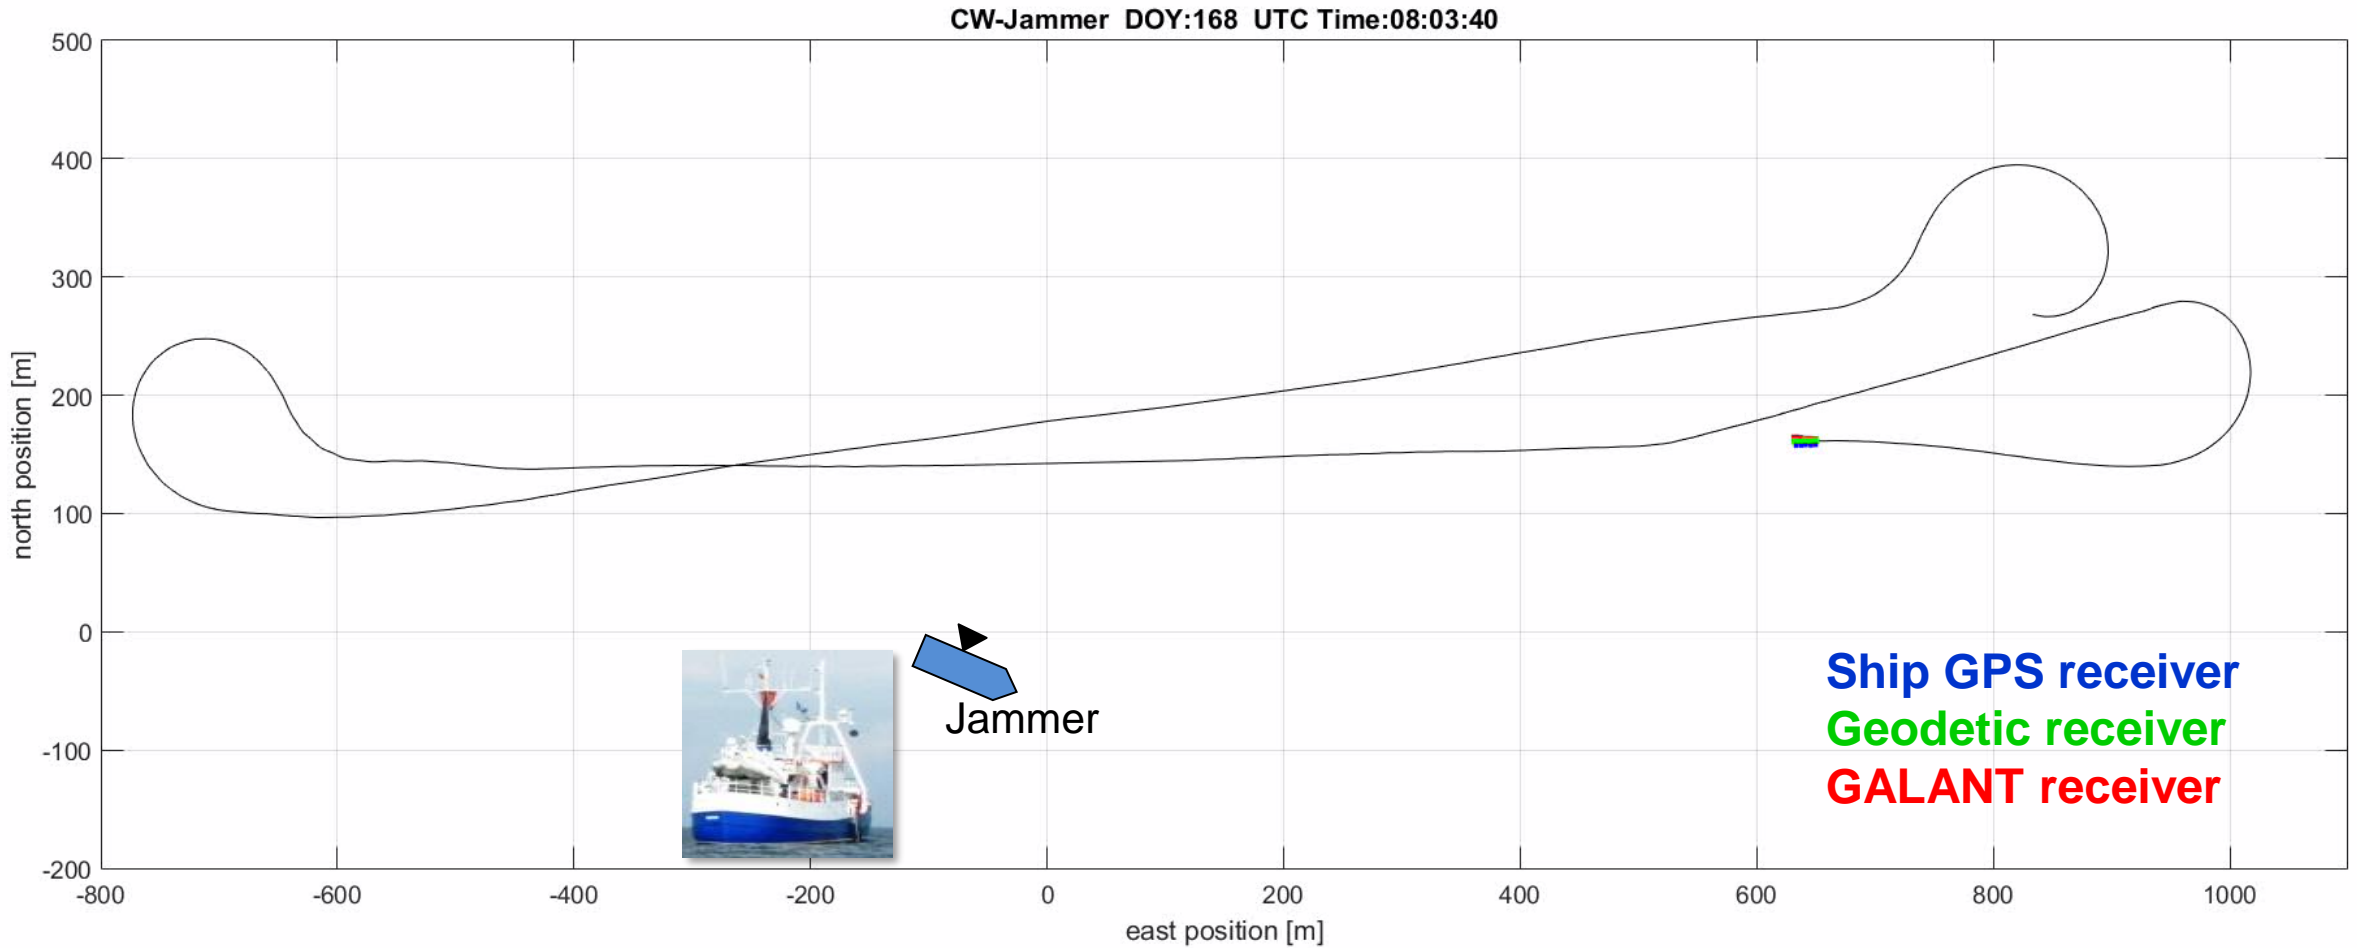 CW-Jammer DOY:168 UTC Time:08:03:40
500
400
300
200
100
0
-100
-200
north position [m]
Jammer
Ship GPS receiver
Geodetic receiver
GALANT receiver
-800 -600 -400 -200 0 200 400 600 800 1000
east position [m]